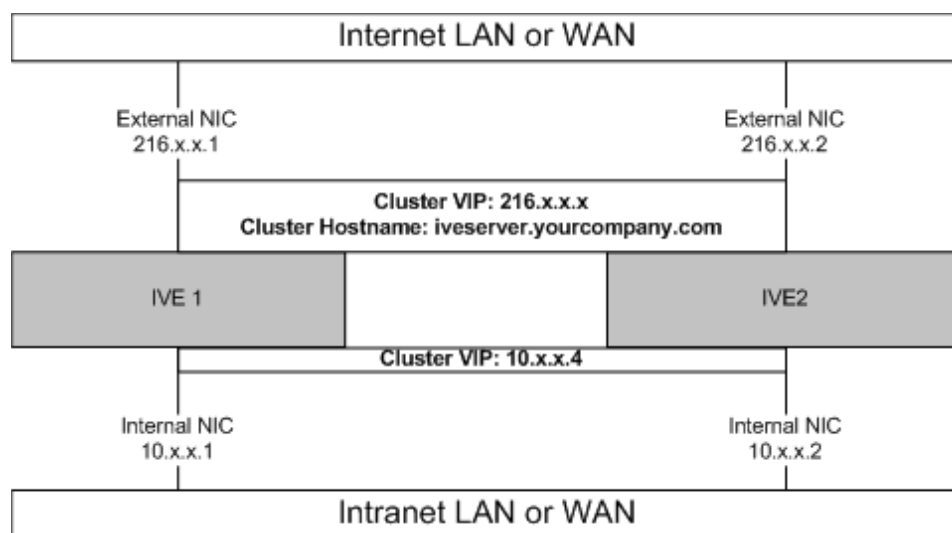 Internet LAN or WAN
External NIC
216.x.x.1
External NIC
216.x.x.2
Cluster VIP: 216.x.x.x
Cluster Hostname: iveserver.yourcompany.com
IVE 1
IVE2
Cluster VIP: 10.x.x.4
Internal NIC
10.x.x.1
Internal NIC
10.x.x.2
Intranet LAN or WAN